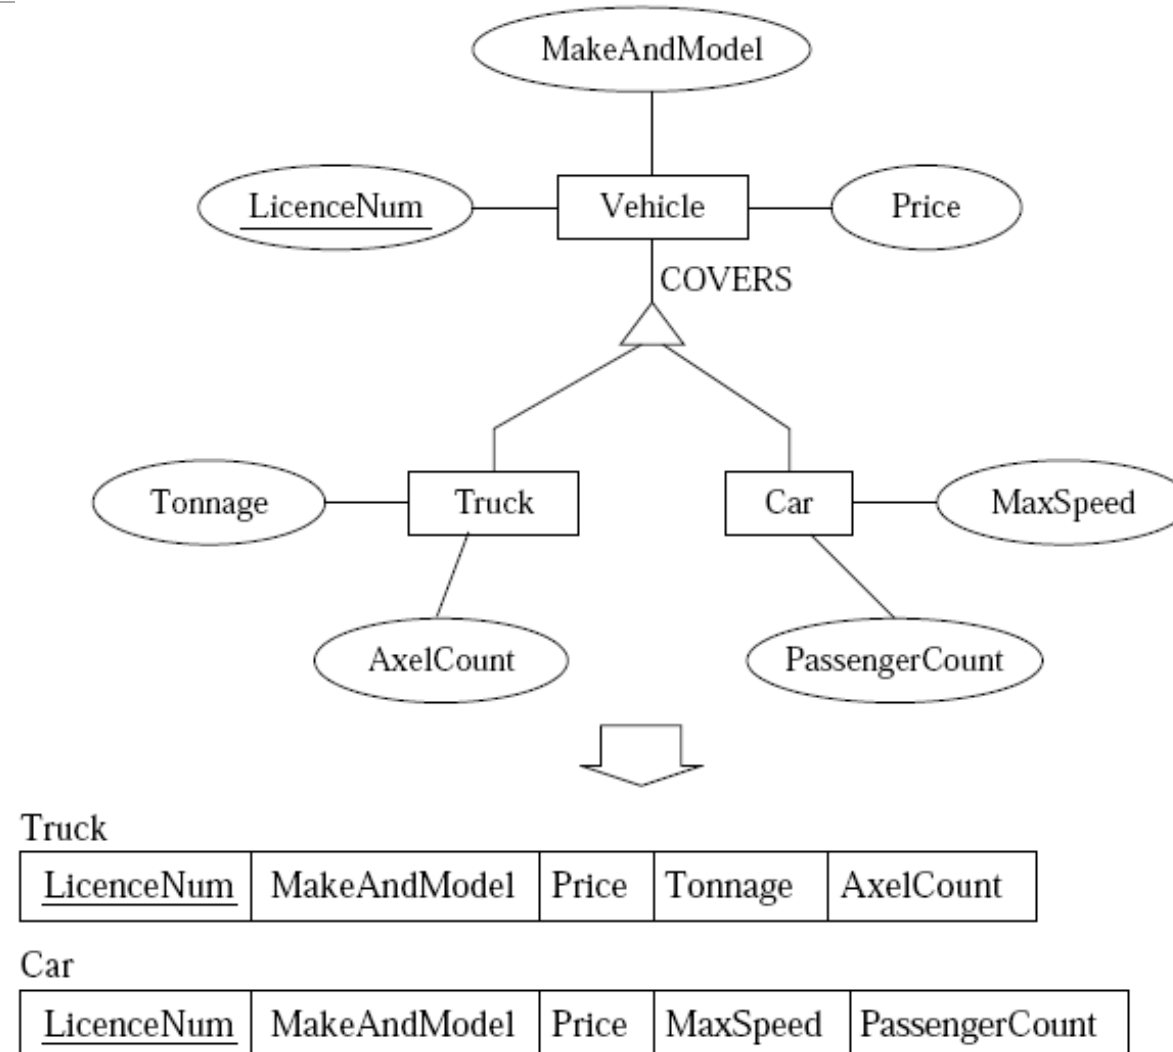 MakeAndModel
LicenceNum Vehicle Price
COVERS
Tonnage Truck Car MaxSpeed
AxelCount PassengerCount
Truck
LicenceNum MakeAndModel Price Tonnage AxelCount
Car
LicenceNum MakeAndModel Price MaxSpeed PassengerCount